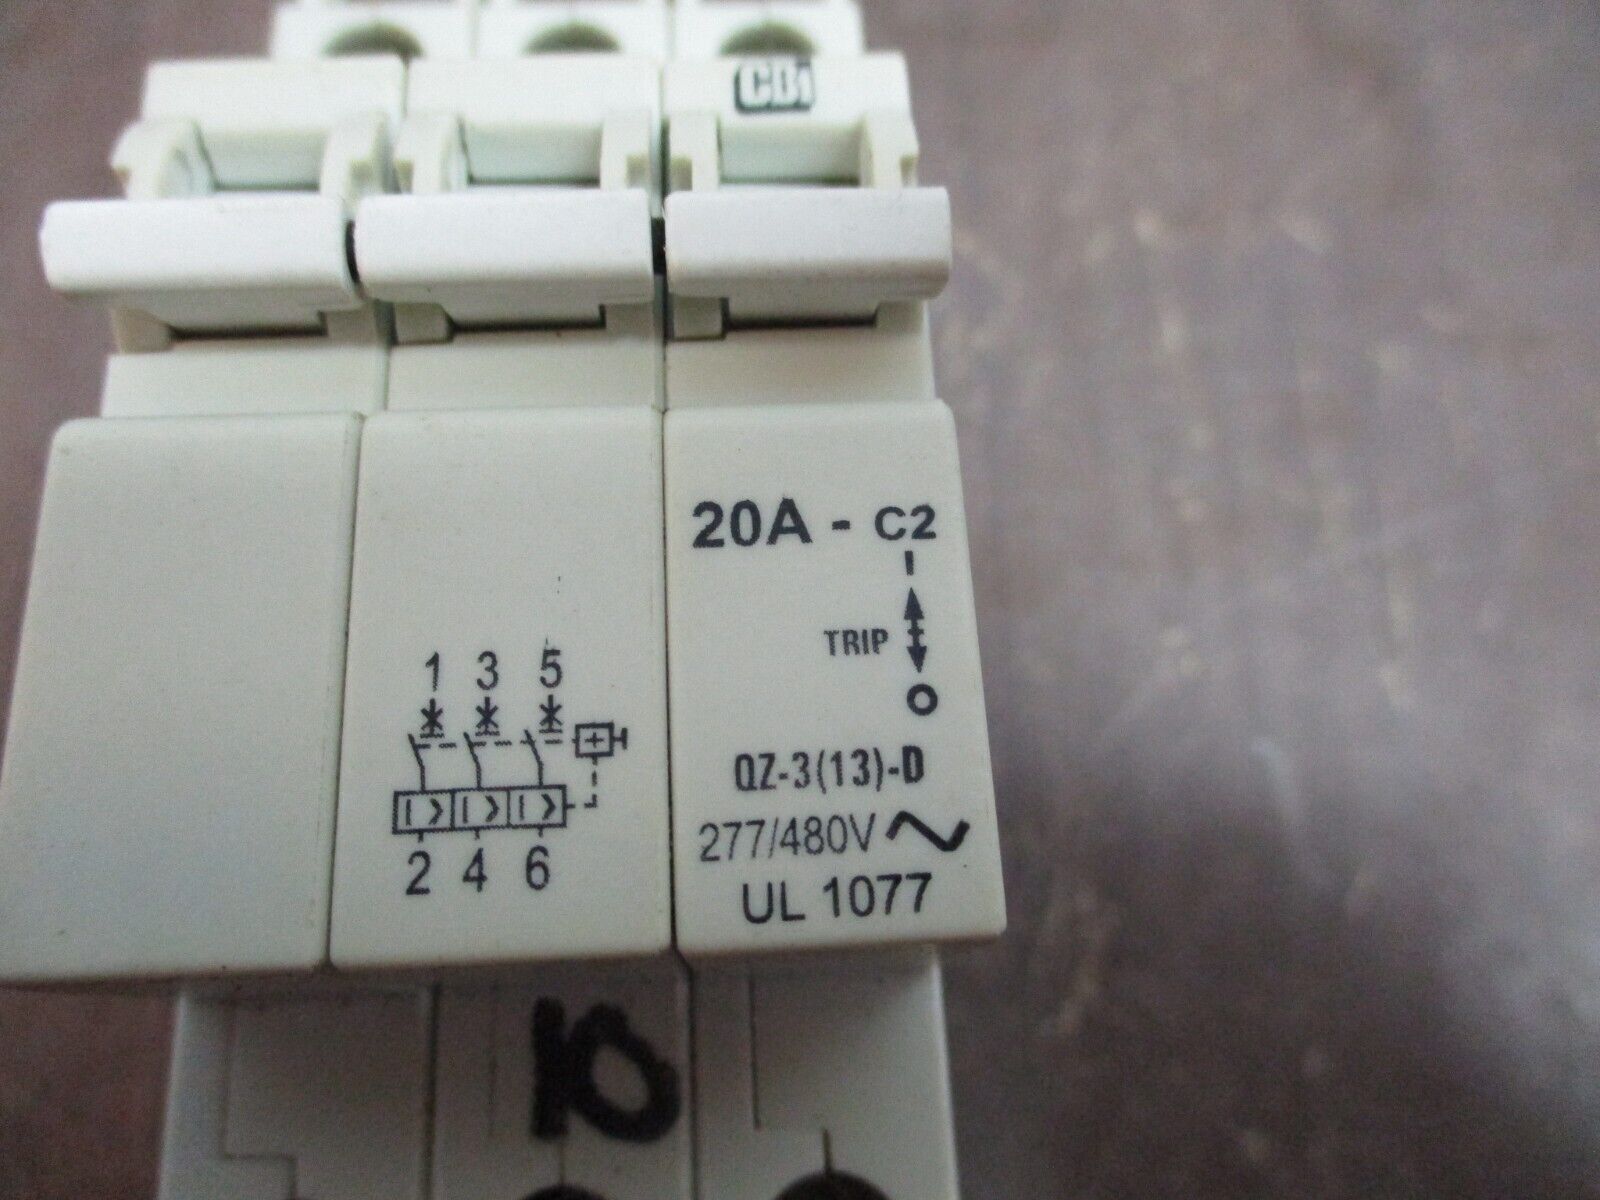 CBi
20A - C2
I
TRIP
O
1 3 5
2 4 6
QZ-3(13)-D
277/480V ~
UL 1077
10